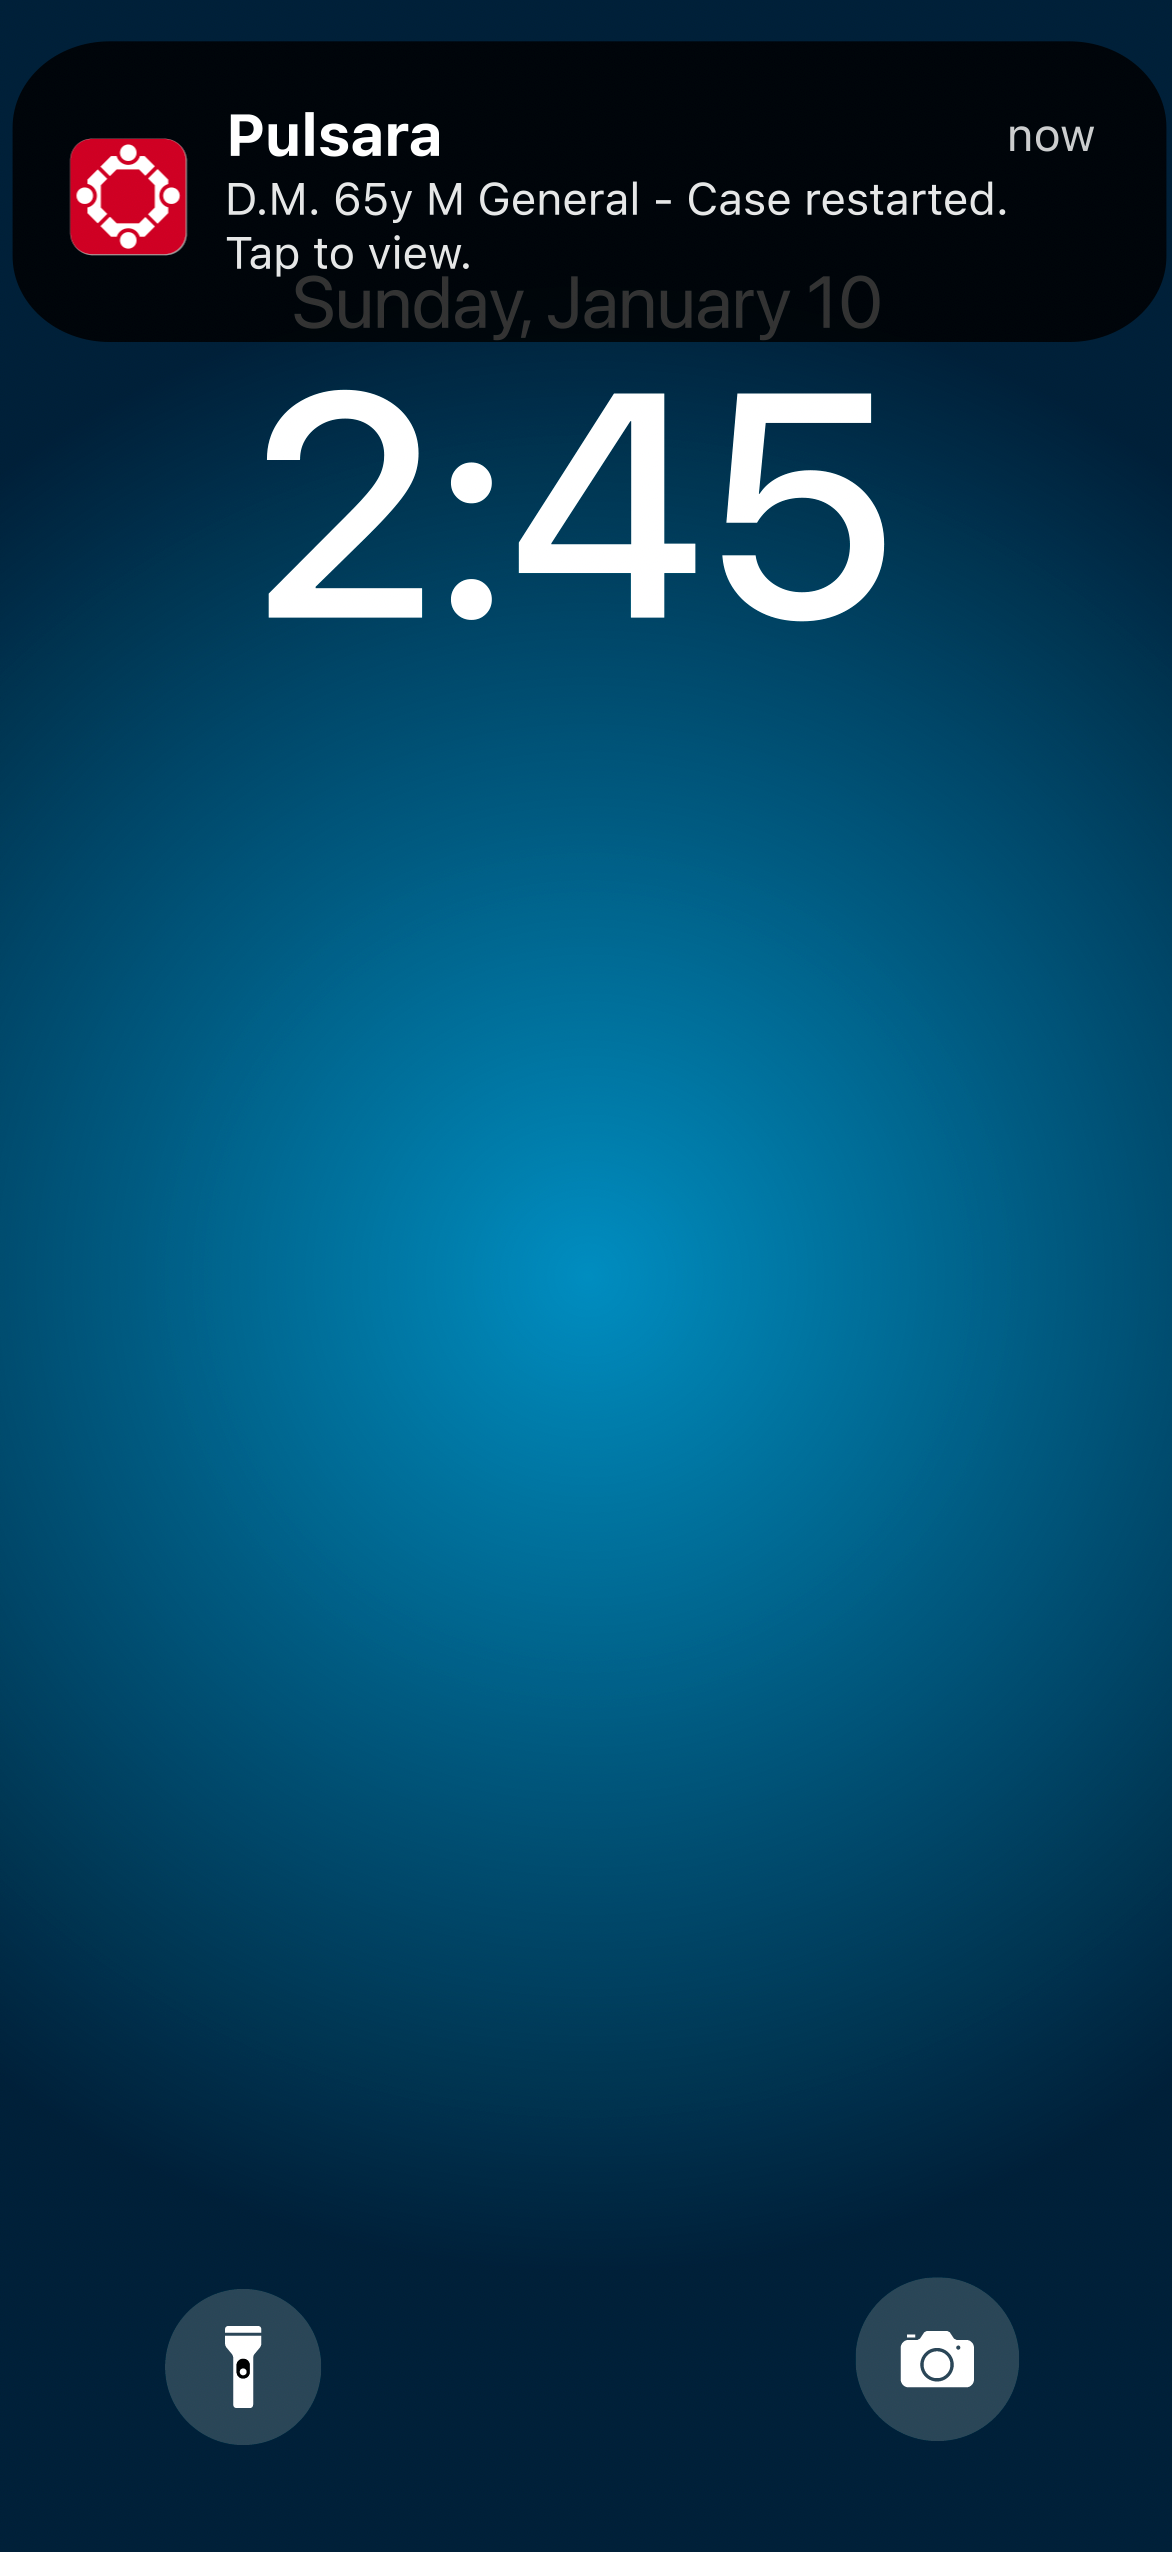 Pulsara
now
D.M. 65y M General - Case restarted.
Tap to view.
Sunday, January 10
2:45